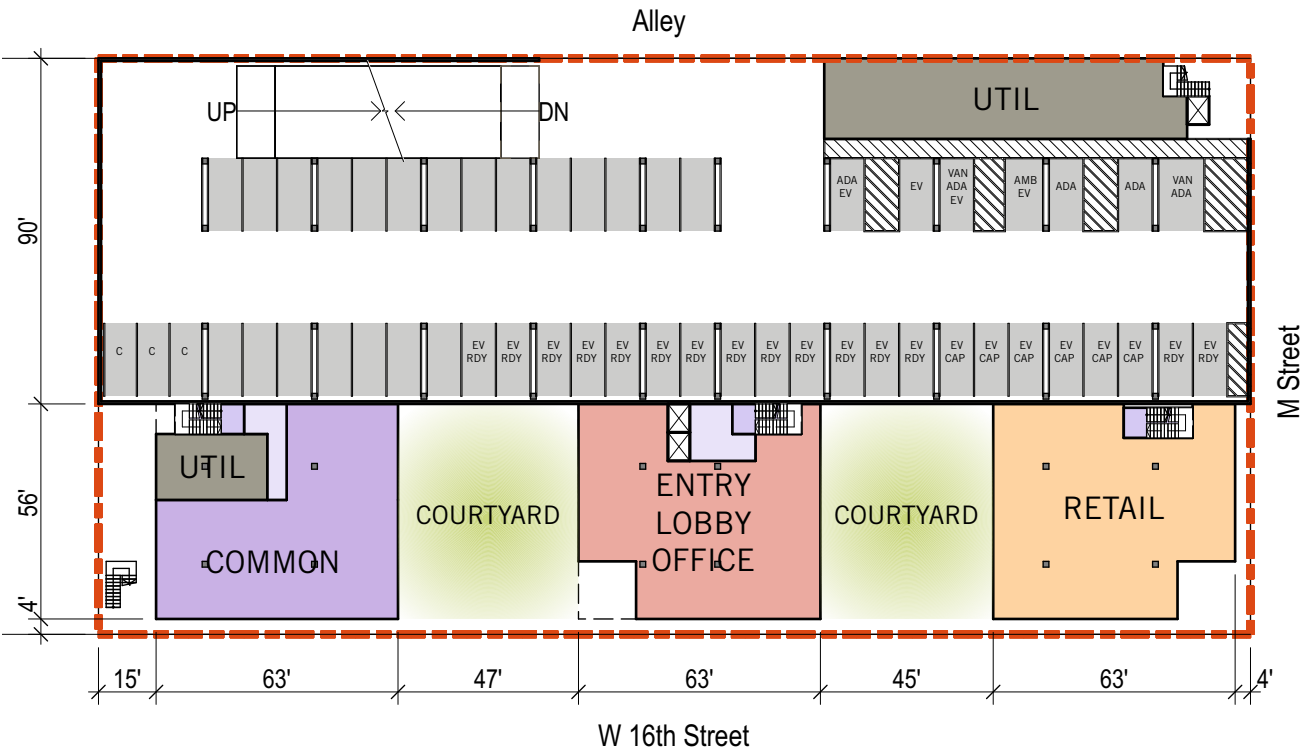 Alley
UP
DN
UTIL
90'
ADA
EV
EV
VAN
ADA
EV
AMB
EV
ADA
ADA
VAN
ADA
C
C
C
EV
RDY
EV
RDY
EV
RDY
EV
RDY
EV
RDY
EV
RDY
EV
RDY
EV
RDY
EV
RDY
EV
RDY
EV
RDY
EV
RDY
EV
RDY
EV
CAP
EV
CAP
EV
CAP
EV
CAP
EV
CAP
EV
CAP
EV
RDY
EV
RDY
M Street
56'
UTIL
COMMON
COURTYARD
ENTRY
LOBBY
OFFICE
COURTYARD
RETAIL
4'
15'
63'
47'
63'
45'
63'
4'
W 16th Street